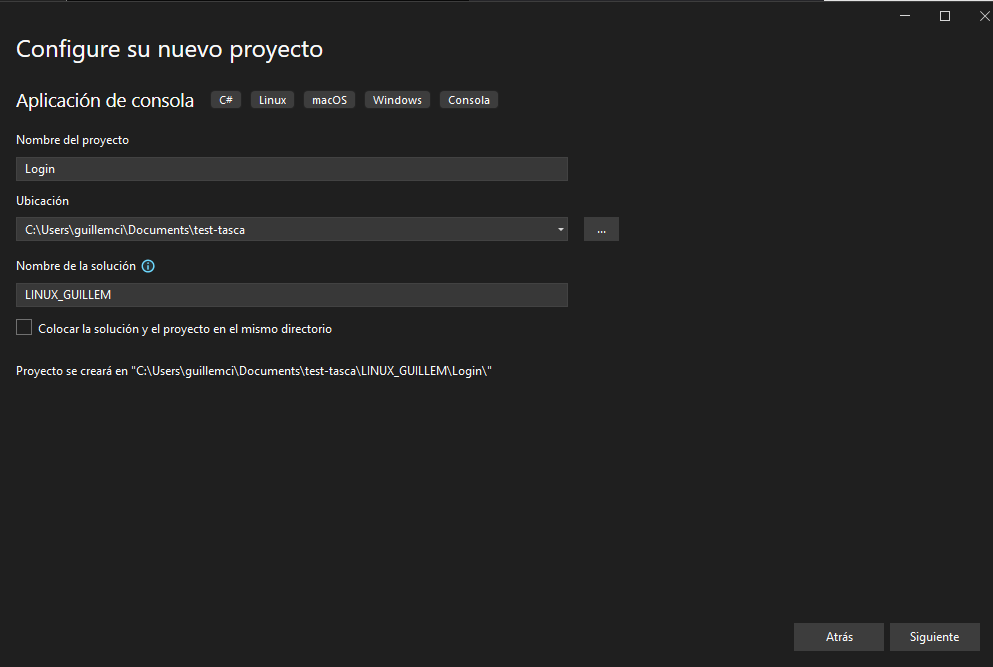 Configure su nuevo proyecto
Aplicación de consola C# Linux macOS Windows Consola
Nombre del proyecto
Login
Ubicación
C:\Users\guillemci\Documents\test-tasca ...
Nombre de la solución
LINUX_GUILLEM
Colocar la solución y el proyecto en el mismo directorio
Proyecto se creará en "C:\Users\guillemci\Documents\test-tasca\LINUX_GUILLEM\Login\"
Atrás Siguiente